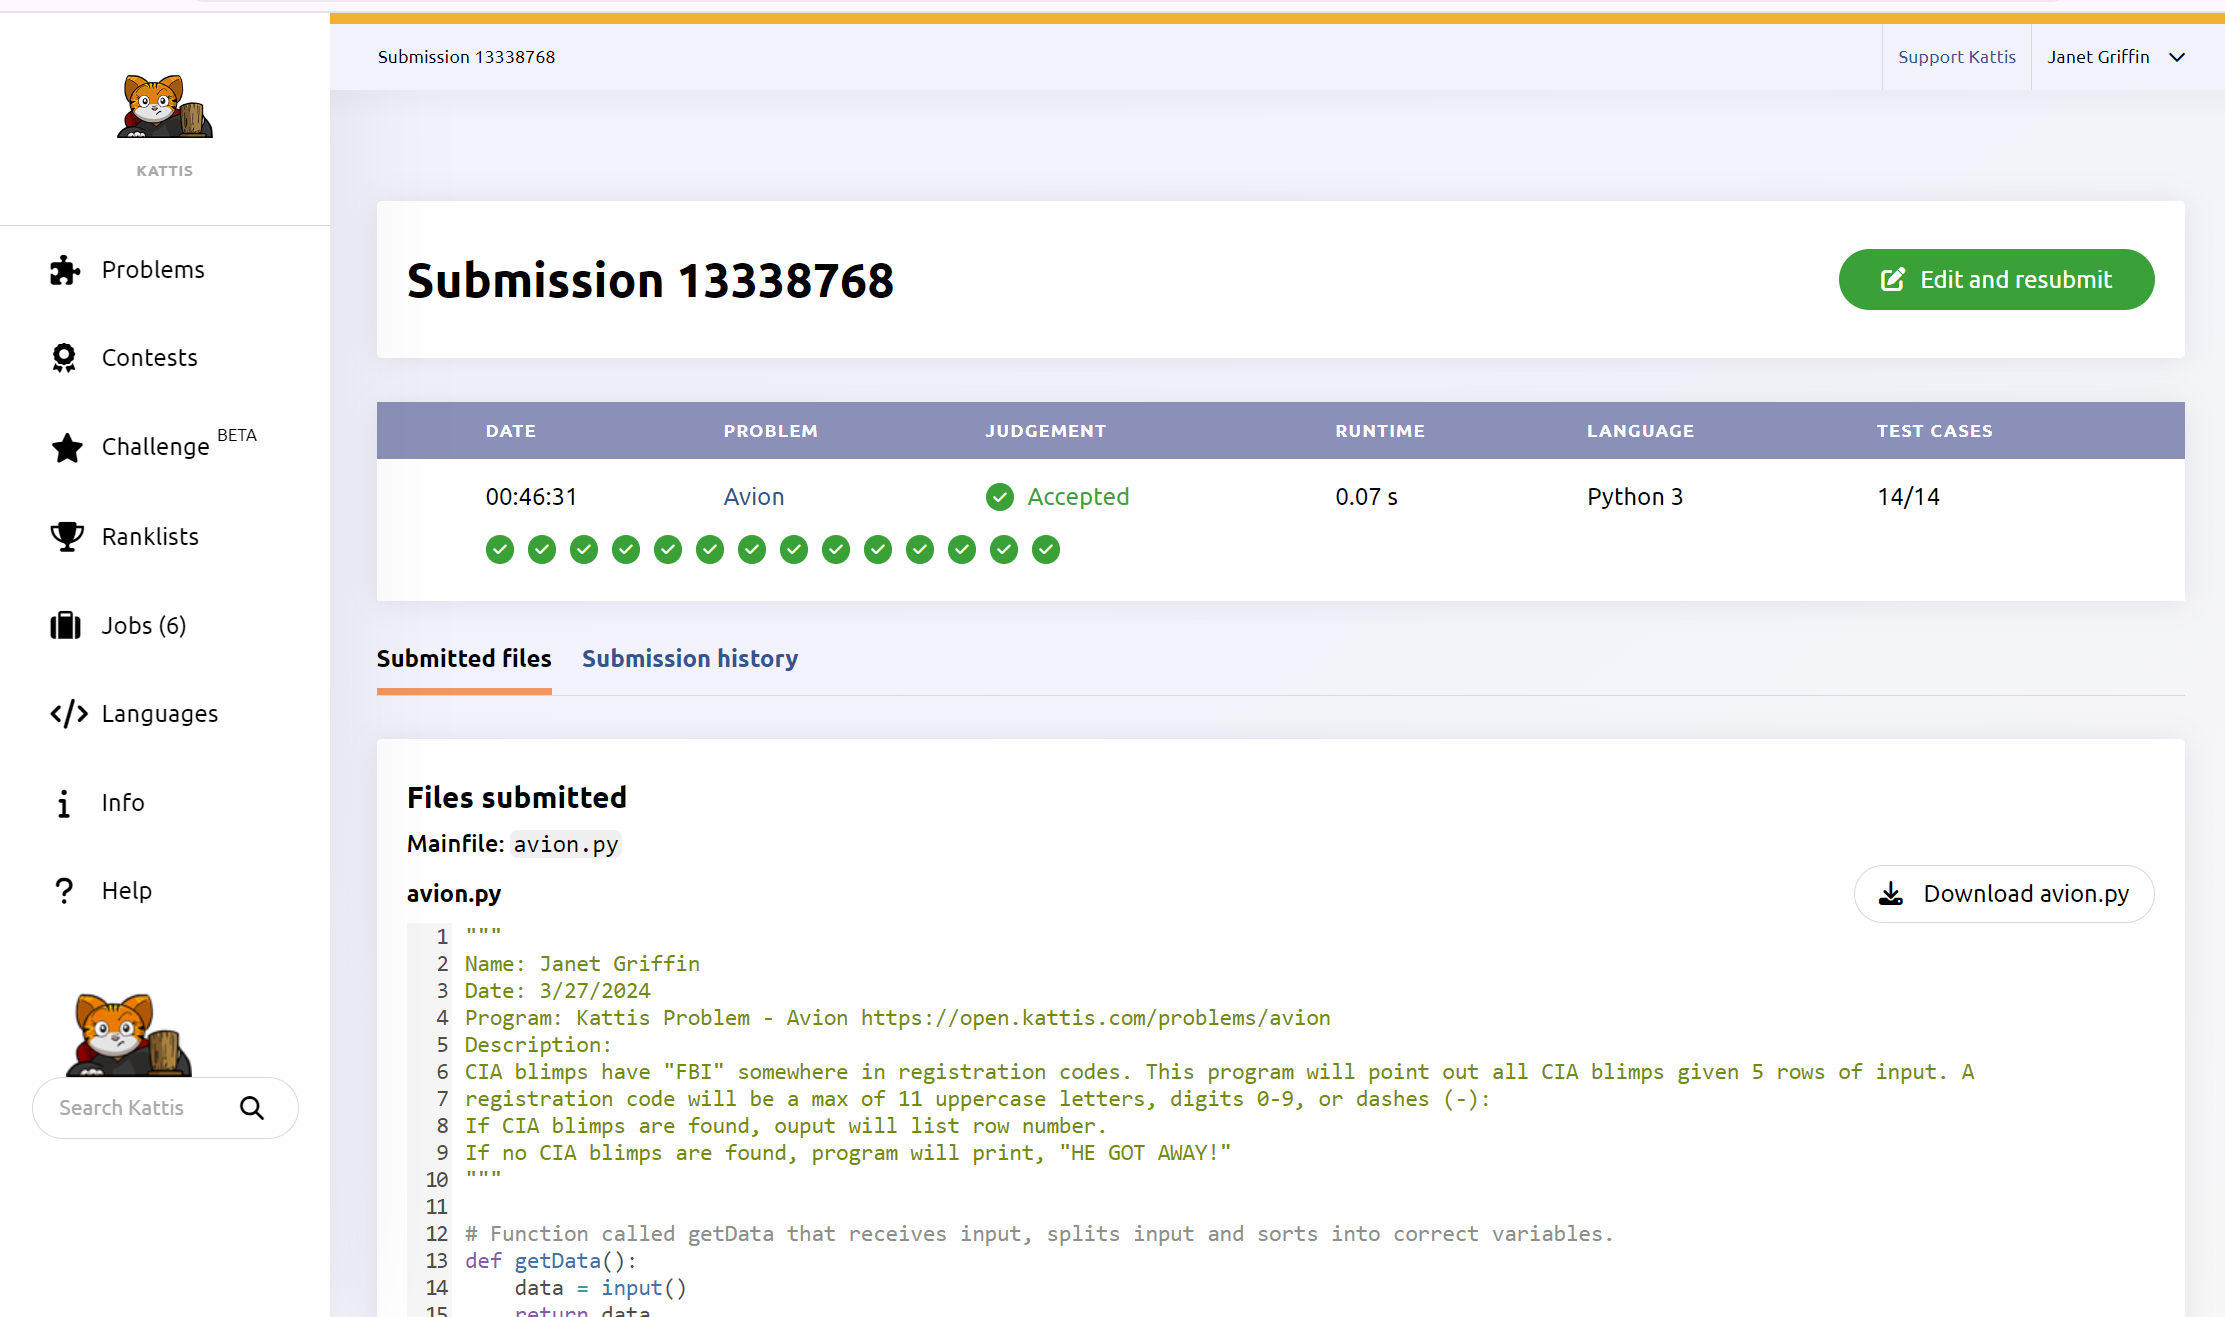 Submission 13338768
Support Kattis
Janet Griffin
KATTIS
Problems
Contests
Challenge BETA
Ranklists
Jobs (6)
Languages
Info
Help
Search Kattis
Submission 13338768
Edit and resubmit
DATE PROBLEM JUDGEMENT RUNTIME LANGUAGE TEST CASES
00:46:31 Avion Accepted 0.07 s Python 3 14/14
Submitted files Submission history
Files submitted
Mainfile: avion.py
avion.py
Download avion.py
1 """
2 Name: Janet Griffin
3 Date: 3/27/2024
4 Program: Kattis Problem - Avion https://open.kattis.com/problems/avion
5 Description:
6 CIA blimps have "FBI" somewhere in registration codes. This program will point out all CIA blimps given 5 rows of input. A
7 registration code will be a max of 11 uppercase letters, digits 0-9, or dashes (-):
8 If CIA blimps are found, ouput will list row number.
9 If no CIA blimps are found, program will print, "HE GOT AWAY!"
10 """
11
12 # Function called getData that receives input, splits input and sorts into correct variables.
13 def getData():
14     data = input()
15     return data